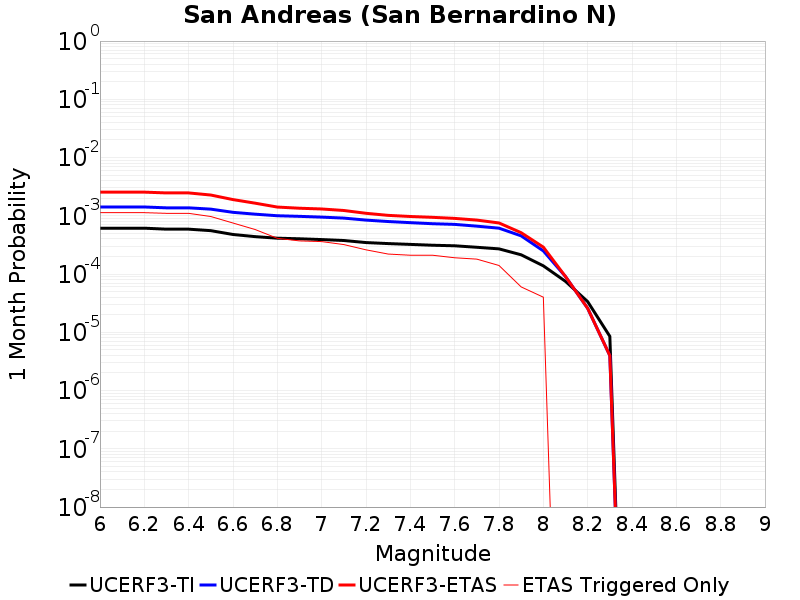 San Andreas (San Bernardino N)
10^0
10^-1
10^-2
10^-3
10^-4
10^-5
10^-6
10^-7
10^-8
1 Month Probability
6 6.2 6.4 6.6 6.8 7 7.2 7.4 7.6 7.8 8 8.2 8.4 8.6 8.8 9
Magnitude
UCERF3-TI UCERF3-TD UCERF3-ETAS ETAS Triggered Only